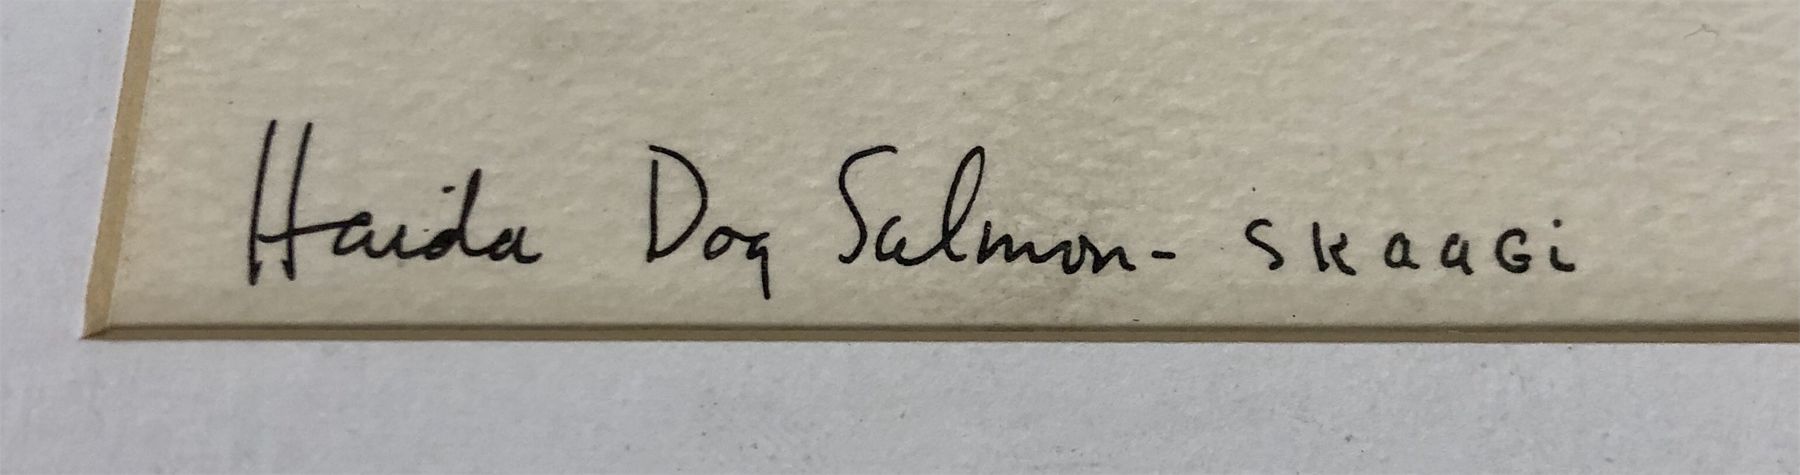 Haida Dog Salmon - SKaaGi